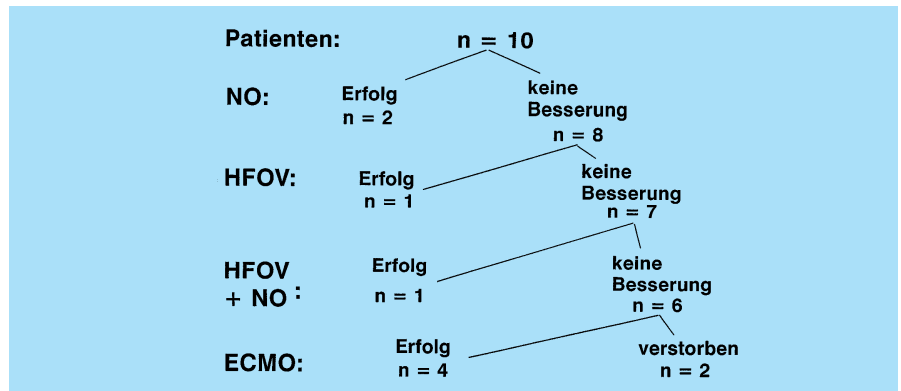 Patienten: n = 10
NO: Erfolg keine
Besserung
n = 2 n = 8
HFOV: Erfolg keine
Besserung
n = 1 n = 7
HFOV Erfolg keine
Besserung
+ NO : n = 1 n = 6
ECMO: Erfolg verstorben
n = 4 n = 2